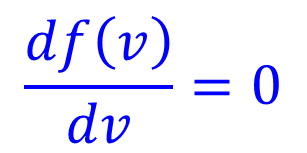 df(v)/dv = 0